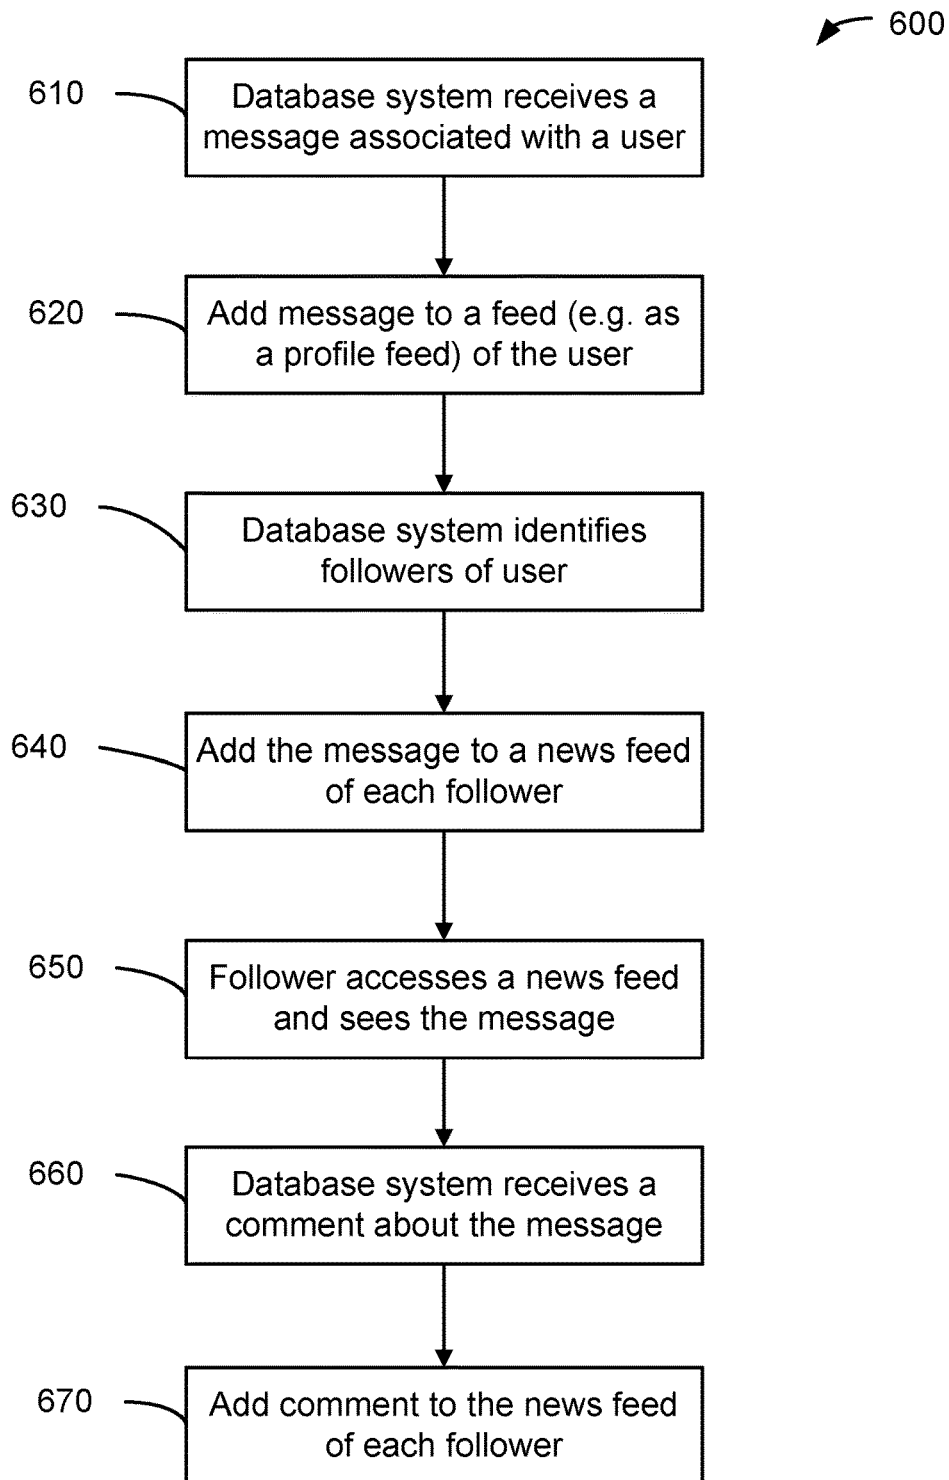 600
610
Database system receives a
message associated with a user
620
Add message to a feed (e.g. as
a profile feed) of the user
630
Database system identifies
followers of user
640
Add the message to a news feed
of each follower
650
Follower accesses a news feed
and sees the message
660
Database system receives a
comment about the message
670
Add comment to the news feed
of each follower